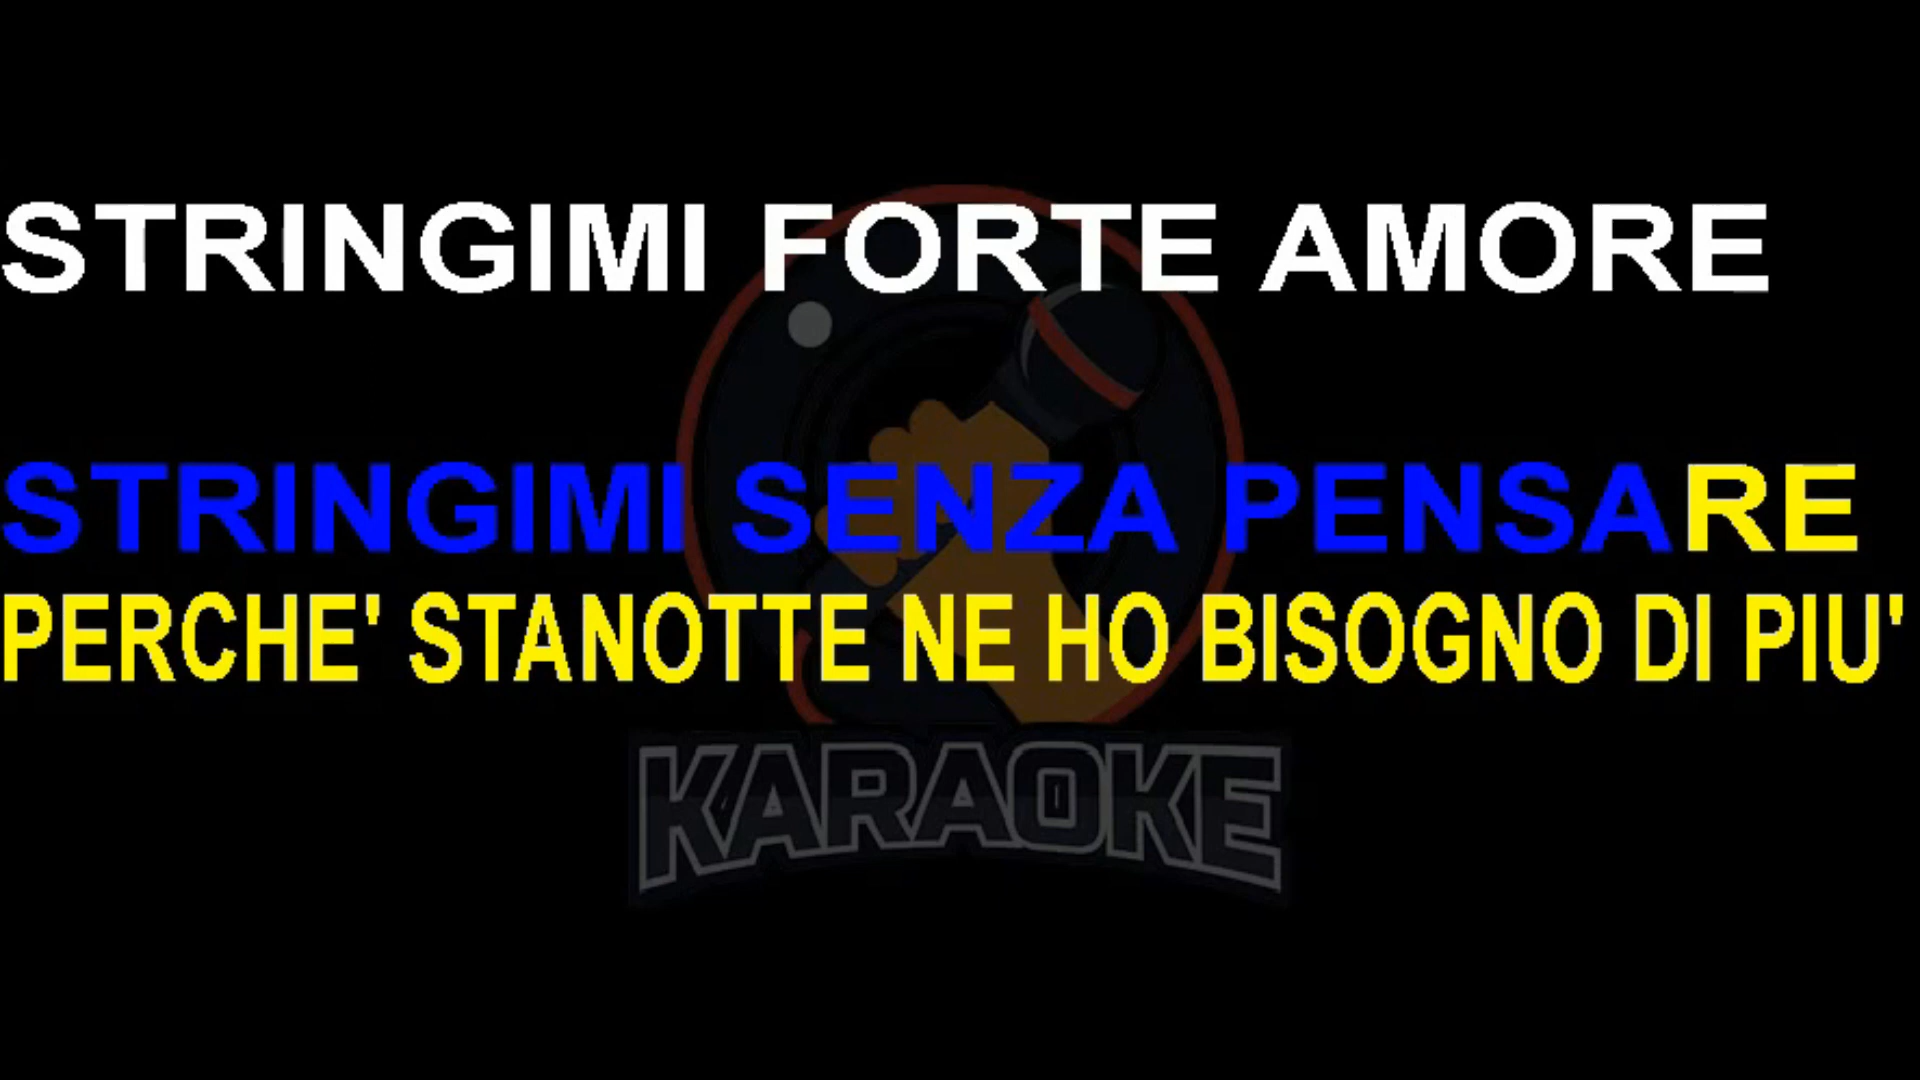 STRINGIMI FORTE AMORE
STRINGIMI SENZA PENSARE
PERCHE' STANOTTE NE HO BISOGNO DI PIU'
KARAOKE